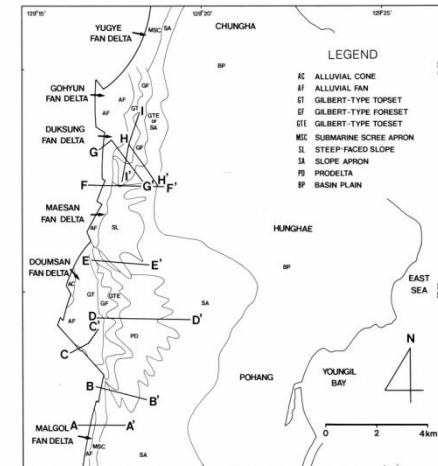 129°15'
129°20'
129°25'
YUGYE
FAN DELTA
MSC
SA
CHUNGHA
BP
LEGEND
AC ALLUVIAL CONE
AF ALLUVIAL FAN
GT GILBERT-TYPE TOPSET
GF GILBERT-TYPE FORESET
GTE GILBERT-TYPE TOESET
MSC SUBMARINE SCREE APRON
SL STEEP-FACED SLOPE
SA SLOPE APRON
PD PRODELTA
BP BASIN PLAIN
GOHYUN
FAN DELTA
AF
AF
GT
GF
I
GTE
OR
SA
DUKSUNG
FAN DELTA
H
GF
G
I'
H'
F
G'
F'
MAESAN
FAN DELTA
AF
SL
HUNGHAE
BP
DOUMSAN
FAN DELTA
E
E'
EAST
SEA
AC
GT
GF
GTE
SA
AF
D
D'
C'
PD
C
N
POHANG
YOUNGIL
BAY
B
B'
A
A'
MALGOL
FAN DELTA
MSC
AF
SA
0 2 4km